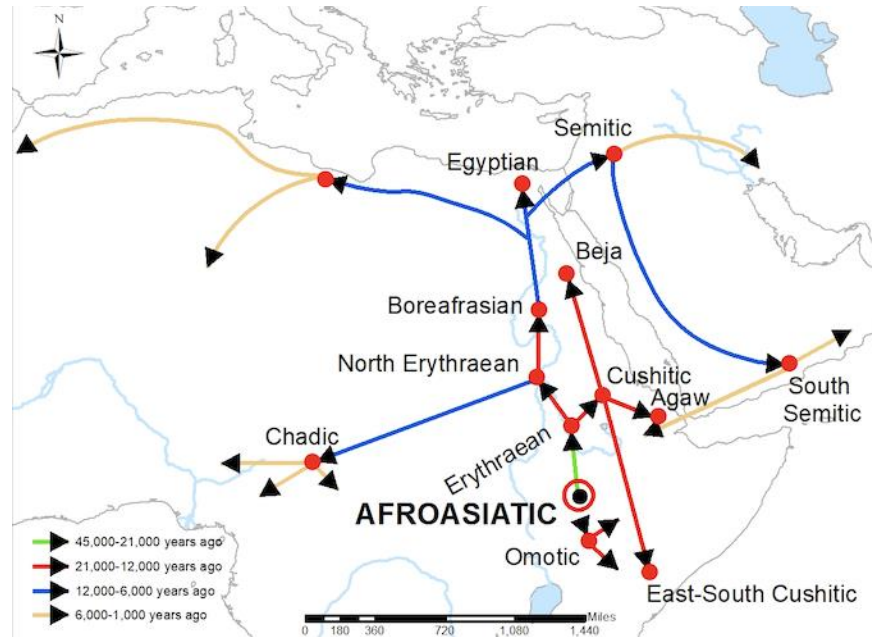 N
Semitic
Egyptian
Beja
Boreafrasian
North Erythraean
Cushitic
Agaw
South
Semitic
Chadic
Erythraean
AFROASIATIC
Omotic
East-South Cushitic
45,000-21,000 years ago
21,000-12,000 years ago
12,000-6,000 years ago
6,000-1,000 years ago
Miles
0 180 360 720 1,080 1,440